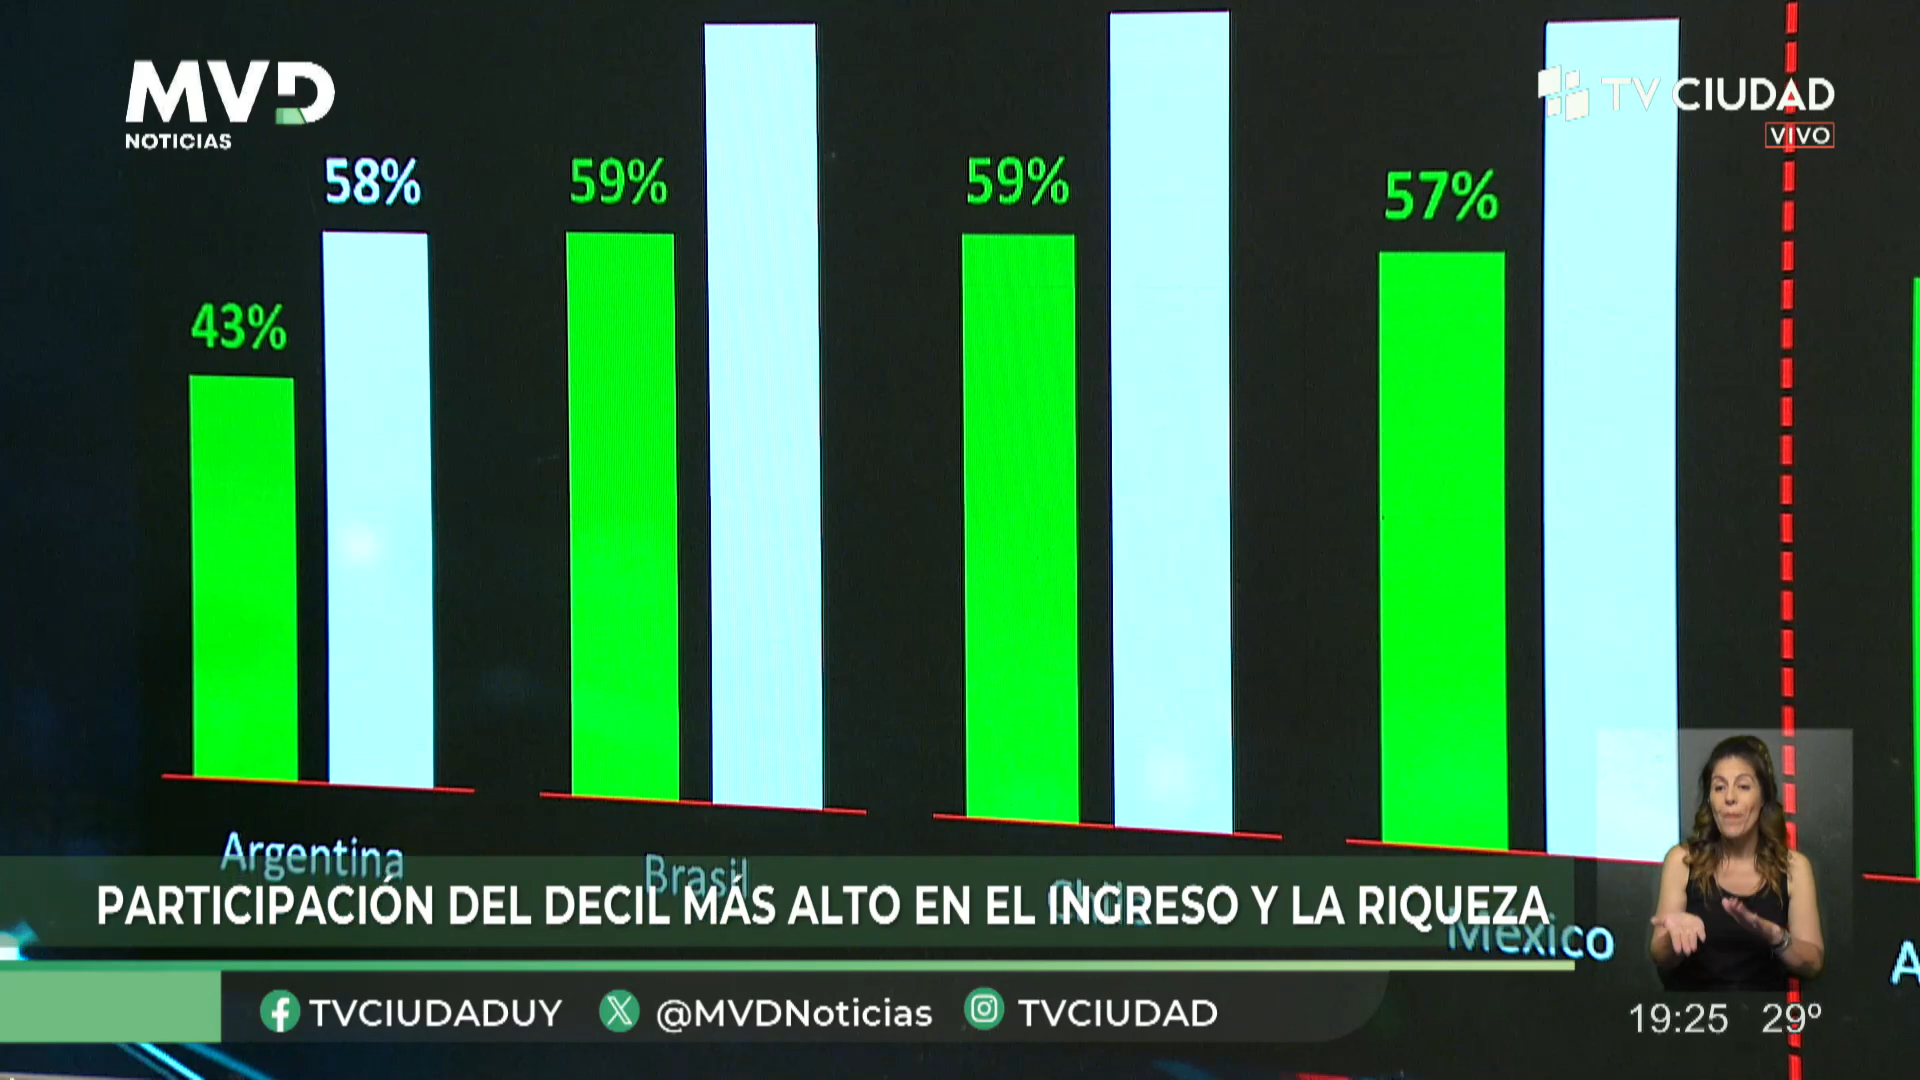 MVD
NOTICIAS
TV CIUDAD
VIVO
58%
59%
59%
57%
43%
Argentina
Brasil
Chile
México
A
PARTICIPACIÓN DEL DECIL MÁS ALTO EN EL INGRESO Y LA RIQUEZA
TVCIUDADUY
@MVDNoticias
TVCIUDAD
19:25 29º